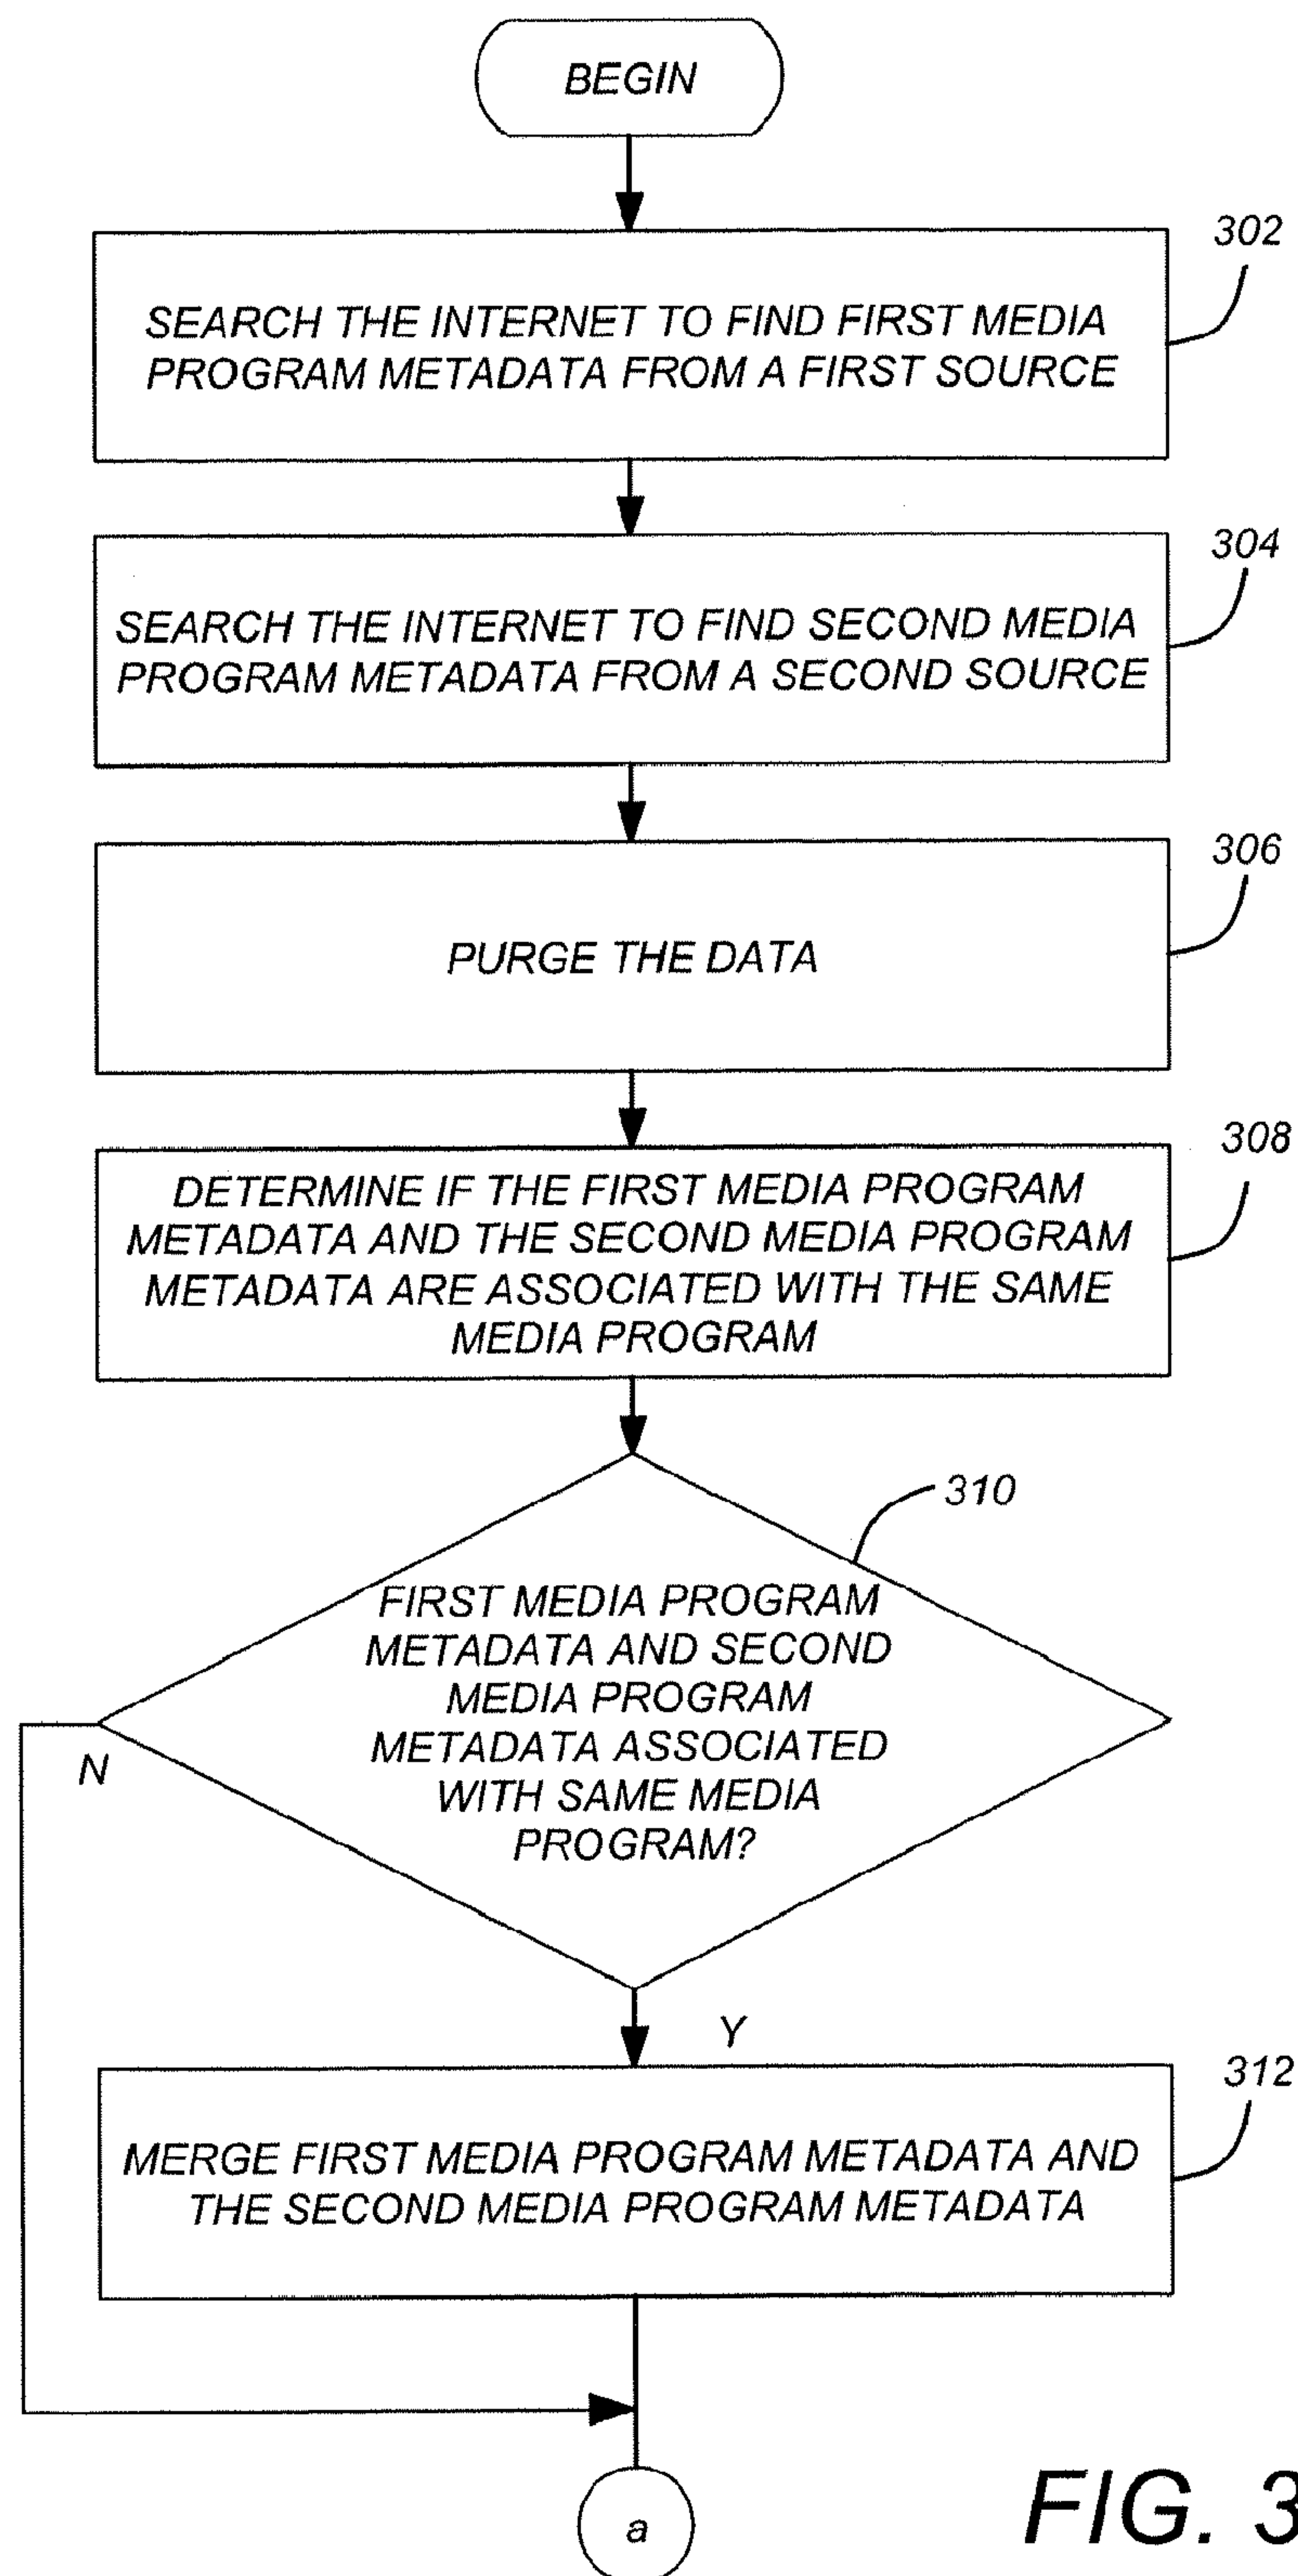 BEGIN
302
SEARCH THE INTERNET TO FIND FIRST MEDIA
PROGRAM METADATA FROM A FIRST SOURCE
304
SEARCH THE INTERNET TO FIND SECOND MEDIA
PROGRAM METADATA FROM A SECOND SOURCE
306
PURGE THE DATA
308
DETERMINE IF THE FIRST MEDIA PROGRAM
METADATA AND THE SECOND MEDIA PROGRAM
METADATA ARE ASSOCIATED WITH THE SAME
MEDIA PROGRAM
310
FIRST MEDIA PROGRAM
METADATA AND SECOND
MEDIA PROGRAM
METADATA ASSOCIATED
WITH SAME MEDIA
PROGRAM?
N
Y
312
MERGE FIRST MEDIA PROGRAM METADATA AND
THE SECOND MEDIA PROGRAM METADATA
a
FIG. 3